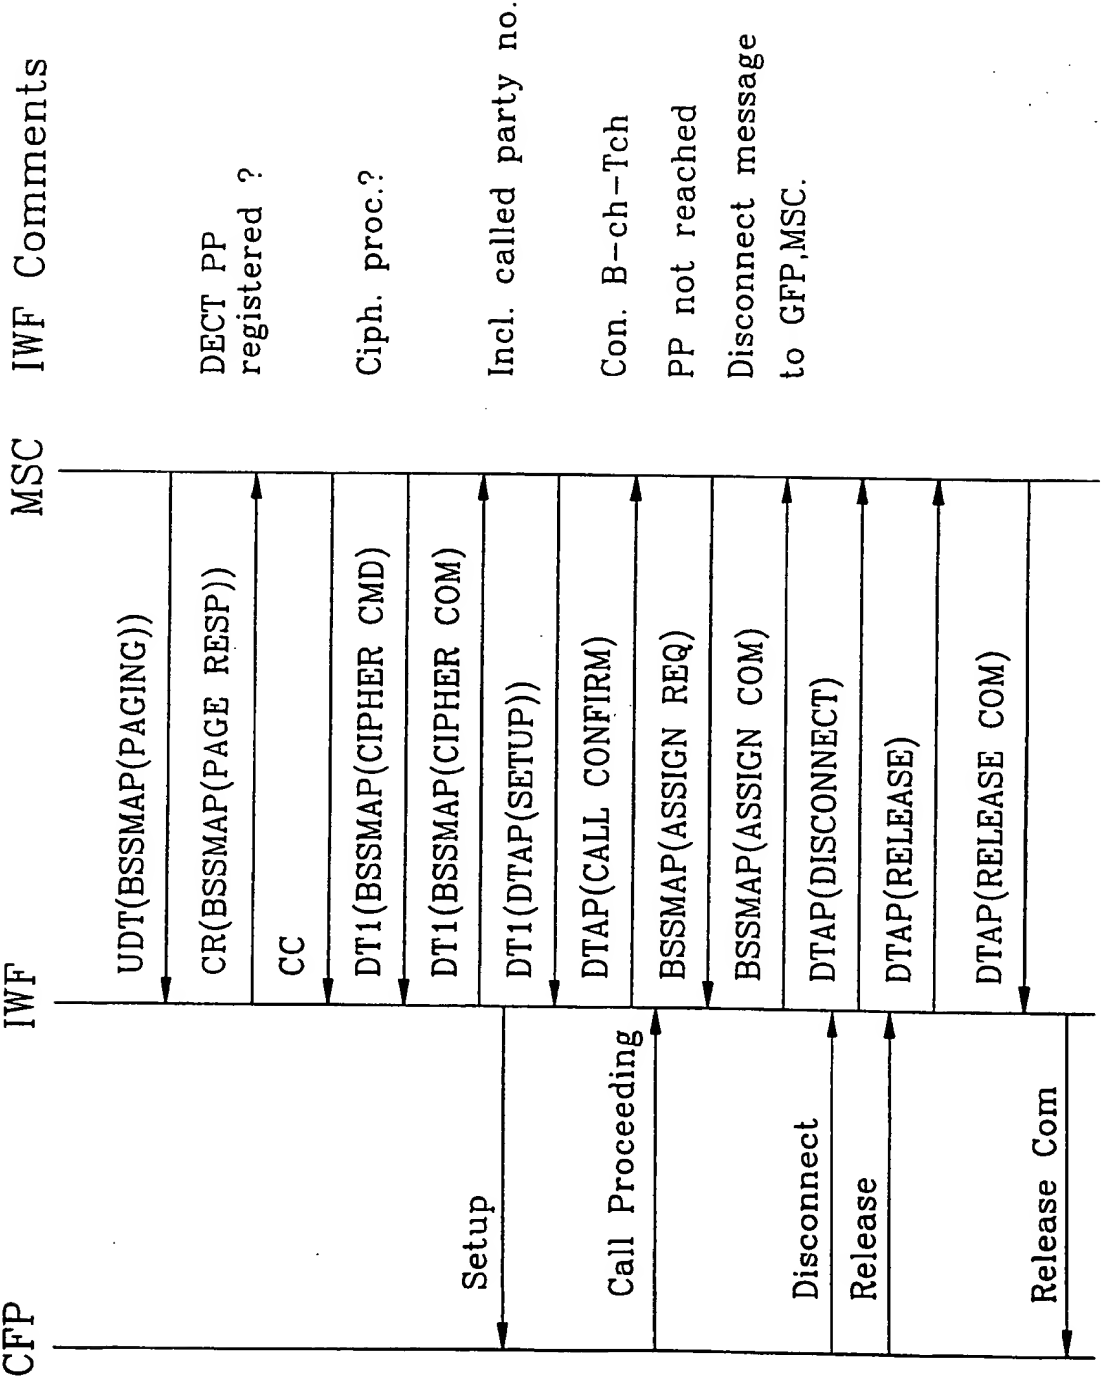 CFP IWF MSC IWF Comments
UDT(BSSMAP(PAGING))
CR(BSSMAP(PAGE RESP))
DECT PP
registered ?
CC
DT1(BSSMAP(CIPHER CMD)
Ciph. proc.?
DT1(BSSMAP(CIPHER COM)
Setup
DT1(DTAP(SETUP))
Incl. called party no.
DTAP(CALL CONFIRM)
Call Proceeding
BSSMAP(ASSIGN REQ)
Con. B-ch-Tch
BSSMAP(ASSIGN COM)
PP not reached
Disconnect
DTAP(DISCONNECT)
Disconnect message
to GFP,MSC.
Release
DTAP(RELEASE)
DTAP(RELEASE COM)
Release Com